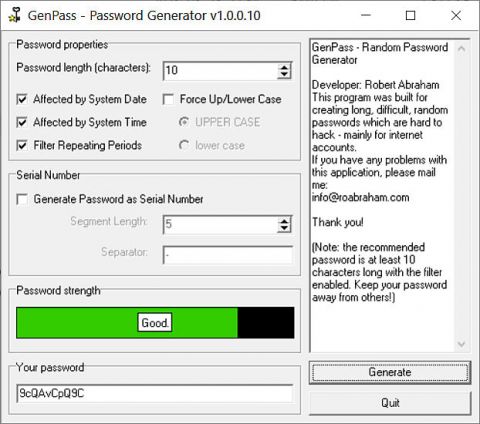 GenPass - Password Generator v1.0.0.10
Password properties
Password length (characters): 10
Affected by System Date
Force Up/Lower Case
Affected by System Time
UPPER CASE
Filter Repeating Periods
lower case
Serial Number
Generate Password as Serial Number
Segment Length: 5
Separator: -
Password strength
Good.
Your password
9cQAvCpQ9C
GenPass - Random Password
Generator
Developer: Robert Abraham
This program was built for
creating long, difficult, random
passwords which are hard to
hack - mainly for internet
accounts.
If you have any problems with
this application, please mail
me:
info@roabraham.com
Thank you!
(Note: the recommended
password is at least 10
characters long with the filter
enabled. Keep your password
away from others!)
Generate
Quit